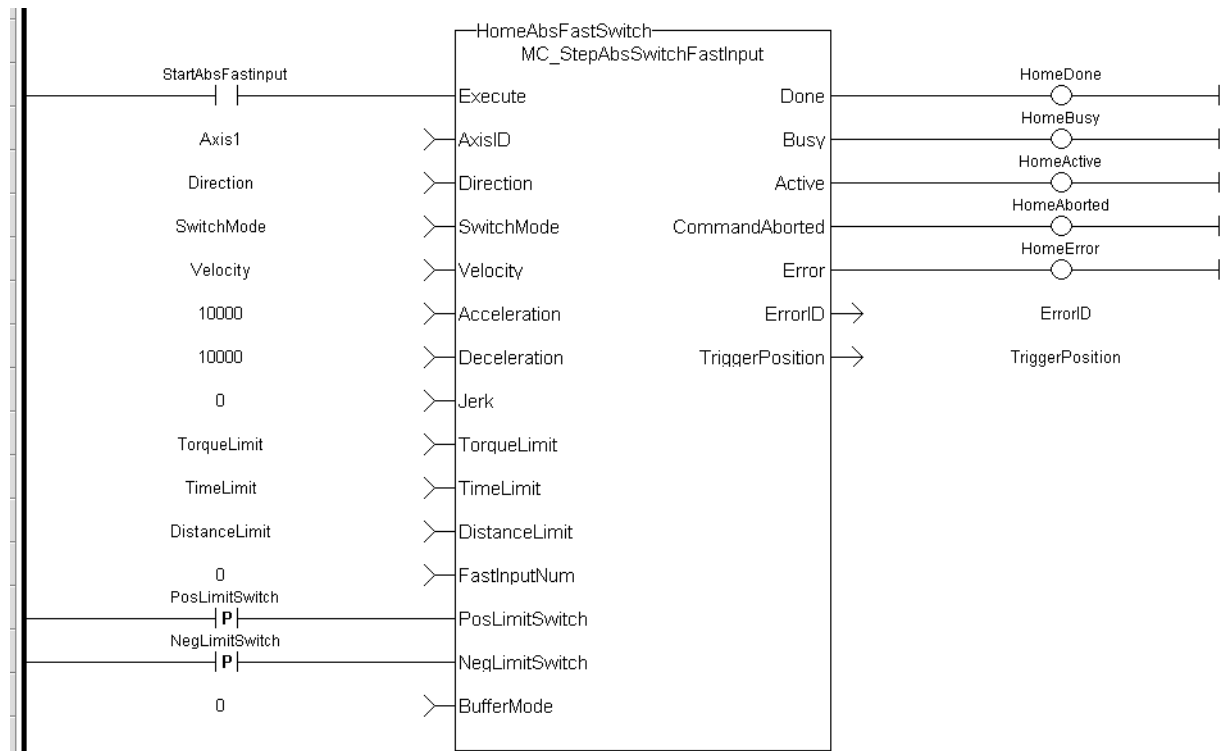 HomeAbsFastSwitch
MC_StepAbsSwitchFastInput
StartAbsFastInput Execute Done HomeDone
Axis1 AxisID Busy HomeBusy
Direction Direction Active HomeActive
SwitchMode SwitchMode CommandAborted HomeAborted
Velocity Velocity Error HomeError
10000 Acceleration ErrorID ErrorID
10000 Deceleration TriggerPosition TriggerPosition
0 Jerk
TorqueLimit TorqueLimit
TimeLimit TimeLimit
DistanceLimit DistanceLimit
0 FastInputNum
PosLimitSwitch P PosLimitSwitch
NegLimitSwitch P NegLimitSwitch
0 BufferMode